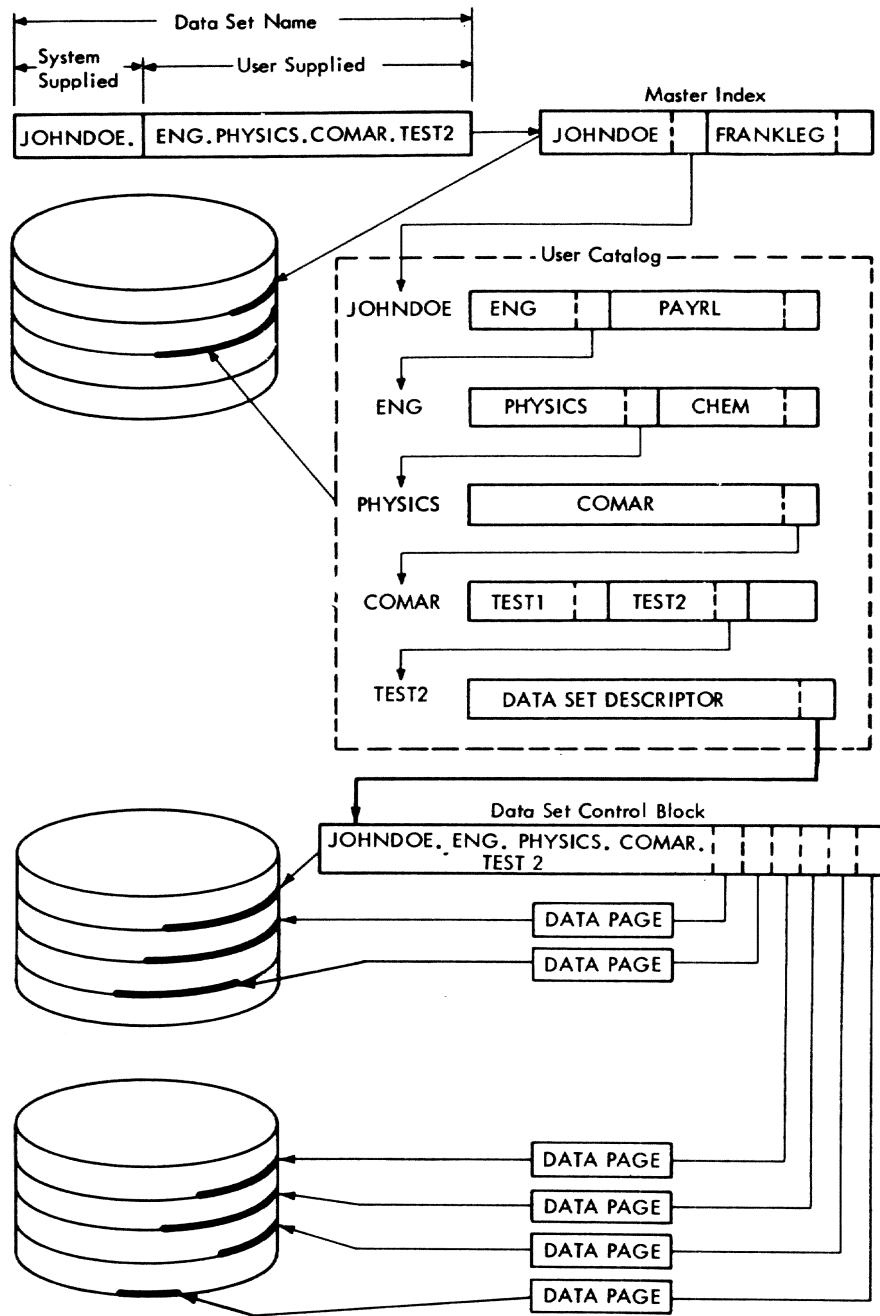 Data Set Name
System
Supplied
User Supplied
JOHNDOE.
ENG.PHYSICS.COMAR.TEST2
Master Index
JOHNDOE
FRANKLEG
User Catalog
JOHNDOE
ENG
PAYRL
ENG
PHYSICS
CHEM
PHYSICS
COMAR
COMAR
TEST1
TEST2
TEST2
DATA SET DESCRIPTOR
Data Set Control Block
JOHNDOE. ENG. PHYSICS. COMAR.
TEST 2
DATA PAGE
DATA PAGE
DATA PAGE
DATA PAGE
DATA PAGE
DATA PAGE